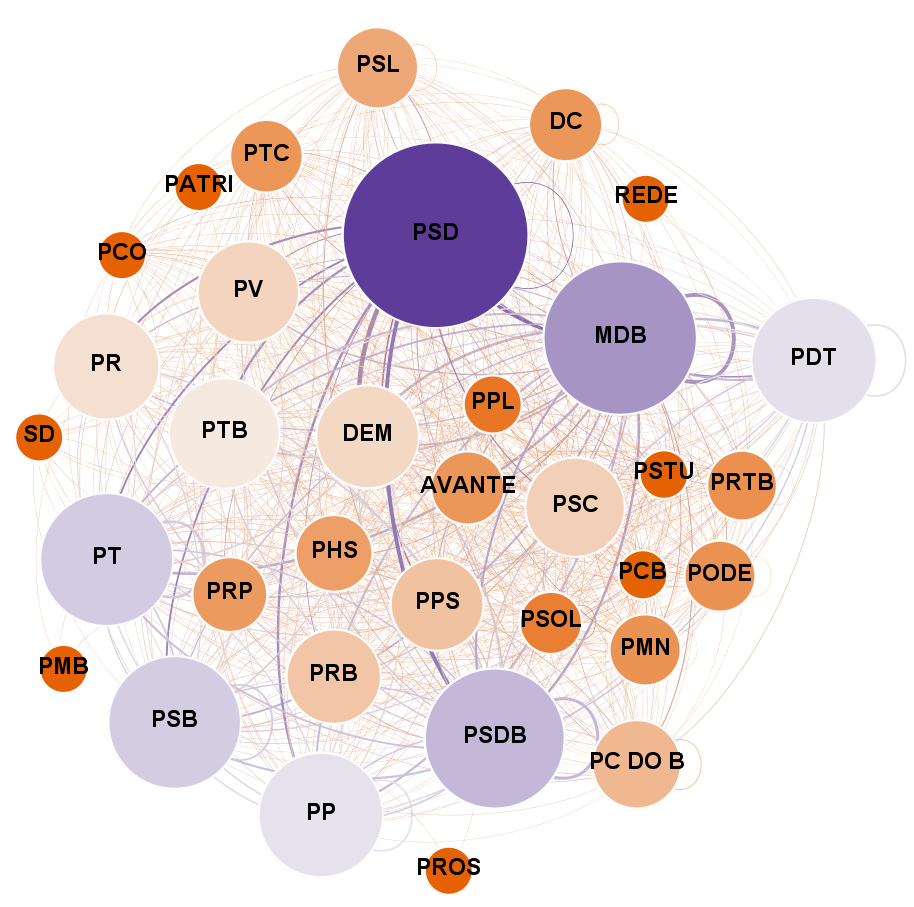 PSL
DC
PTC
PATRI
REDE
PSD
PCO
PV
MDB
PR
PDT
PPL
PTB
DEM
SD
PSTU
AVANTE
PRTB
PSC
PHS
PT
PCB
PODE
PRP
PPS
PSOL
PMN
PMB
PRB
PSB
PSDB
PC DO B
PP
PROS